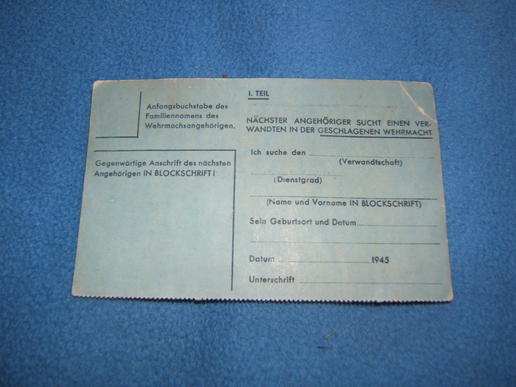 Anfangsbuchstabe des
Familiennomens des
Wehrmachtsangehörigen.
Gegenwärtige Anschrift des nächsten
Angehörigen IN BLOCKSCHRIFT!
I. TEIL
NÄCHSTER ANGEHÖRIGER SUCHT EINEN VER-
WANDTEN IN DER GESCHLAGENEN WEHRMACHT
Ich suche den
(Verwandtschaft)
(Dienstgrad)
(Name und Vorname IN BLOCKSCHRIFT)
Sein Geburtsort und Datum
Datum 1945
Unterschrift